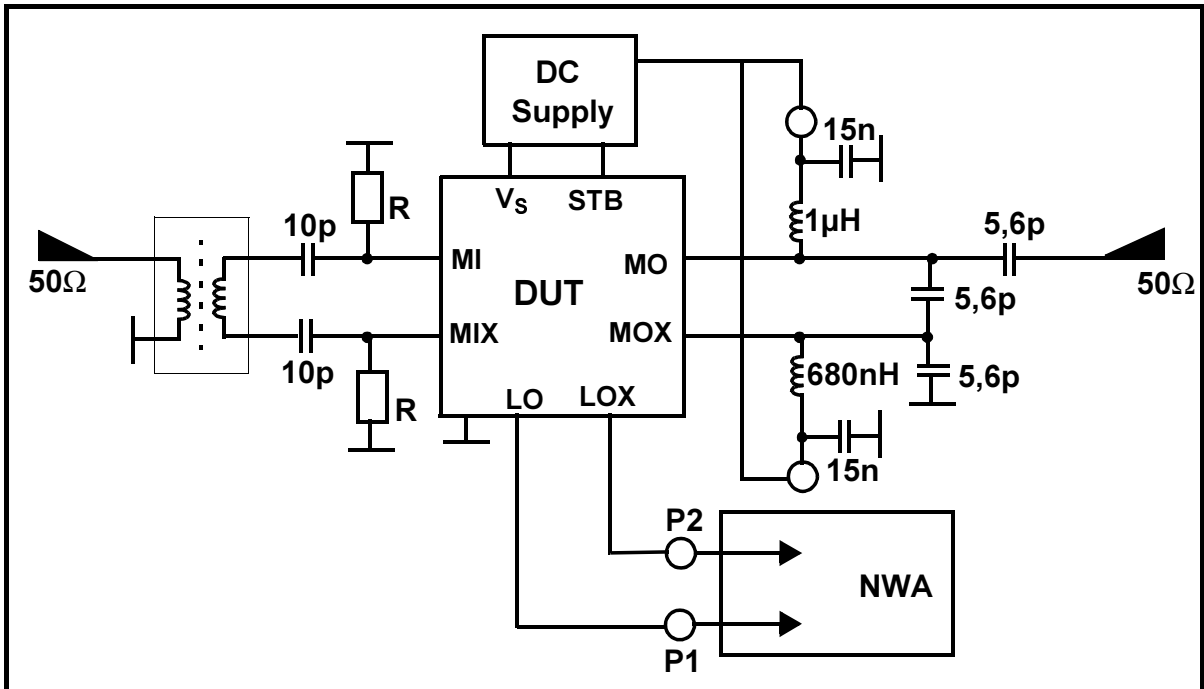 DC
Supply
15n
R
VS
STB
10p
1µH
5,6p
MI
MO
50Ω
DUT
50Ω
5,6p
MIX
MOX
10p
680nH
5,6p
R
LO
LOX
15n
P2
NWA
P1